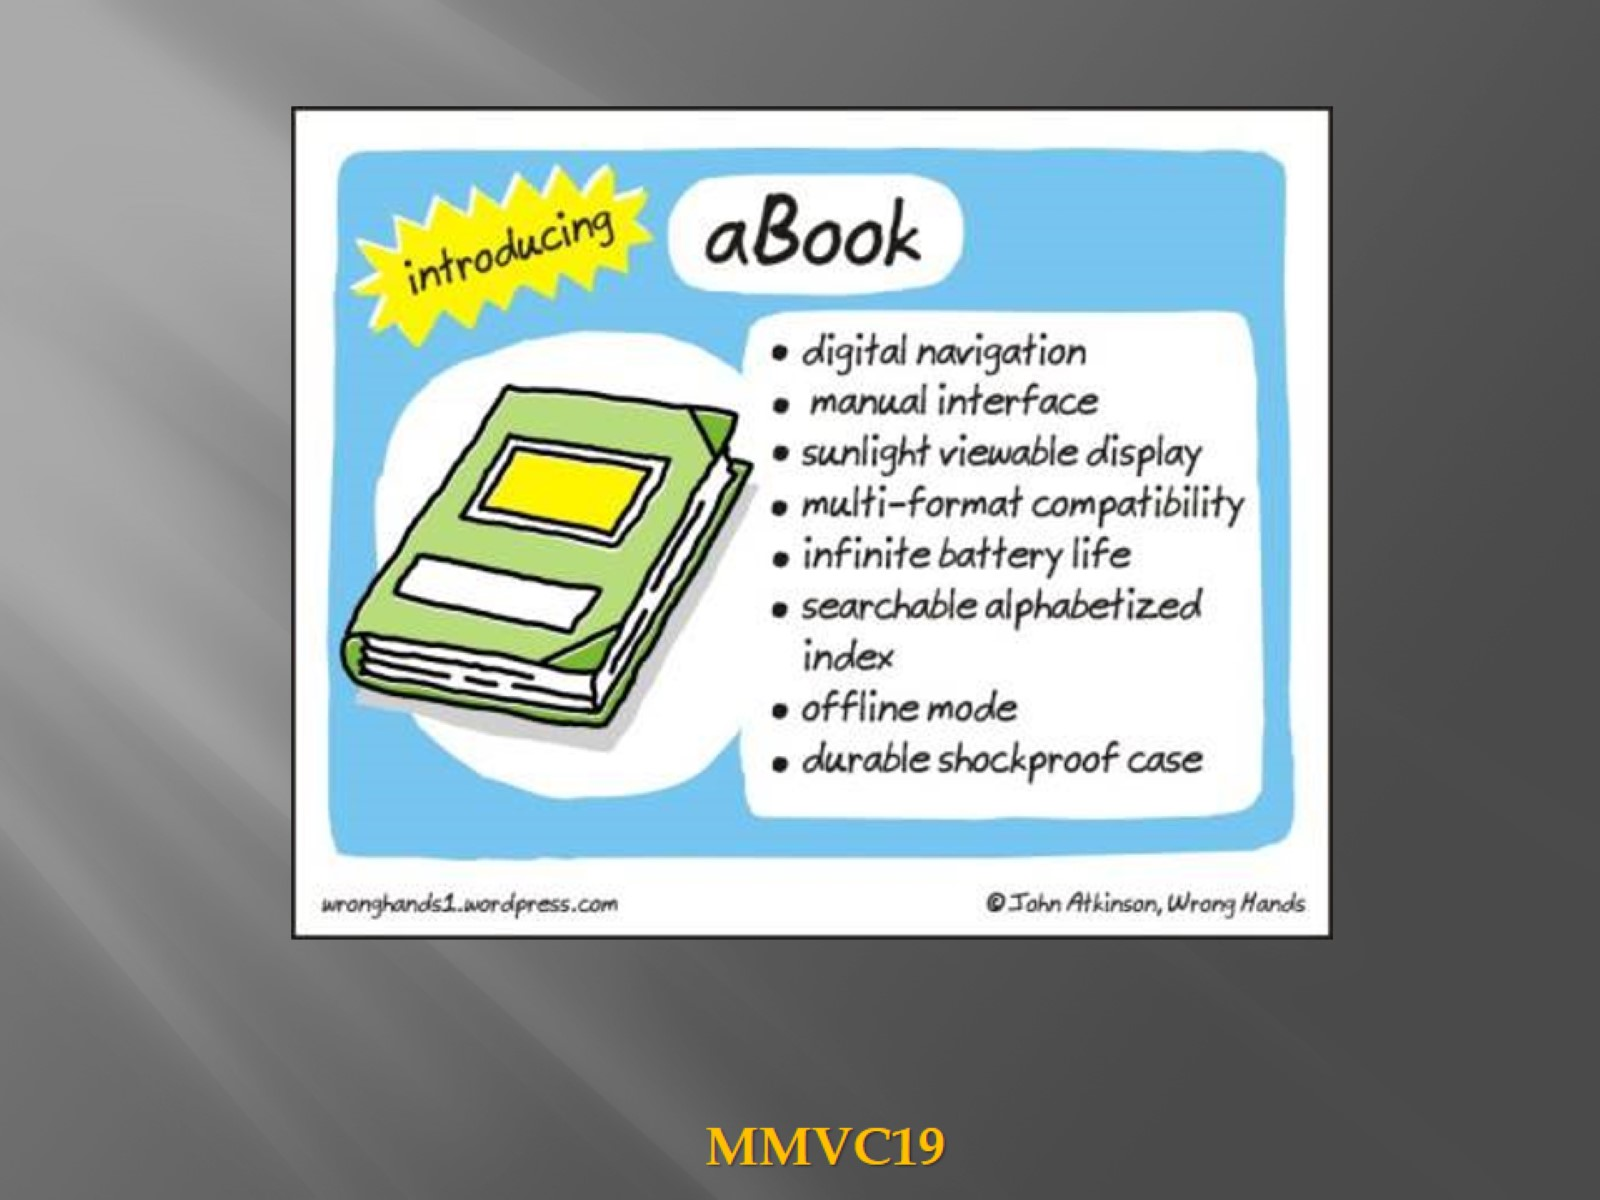 introducing
aBook
• digital navigation
• manual interface
• sunlight viewable display
• multi-format compatibility
• infinite battery life
• searchable alphabetized
index
• offline mode
• durable shockproof case
wronghands1.wordpress.com
© John Atkinson, Wrong Hands
MMVC19